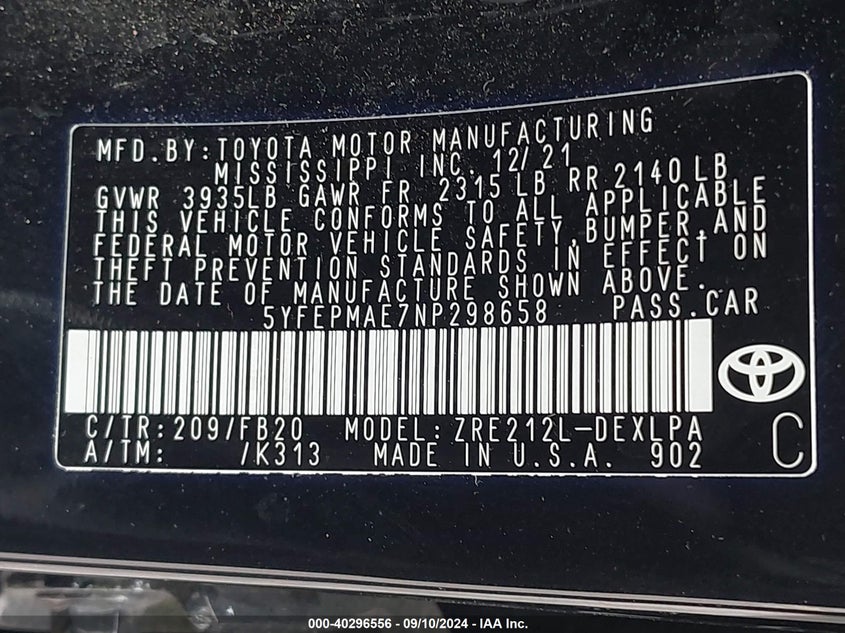 MFD.BY:TOYOTA MOTOR MANUFACTURING
MISSISSIPPI INC. 12/21
GVWR 3935LB GAWR FR 2315LB RR 2140LB
THIS VEHICLE CONFORMS TO ALL APPLICABLE
FEDERAL MOTOR VEHICLE SAFETY,BUMPER,AND
THEFT PREVENTION STANDARDS IN EFFECT ON
THE DATE OF MANUFACTURE SHOWN ABOVE.
5YFEPMAE7NP298658 PASS.CAR
C/TR:209/FB20 MODEL:ZRE212L-DEXLPA
A/TM: /K313 MADE IN U.S.A. 902 C
000-40296556 - 09/10/2024 - IAA Inc.